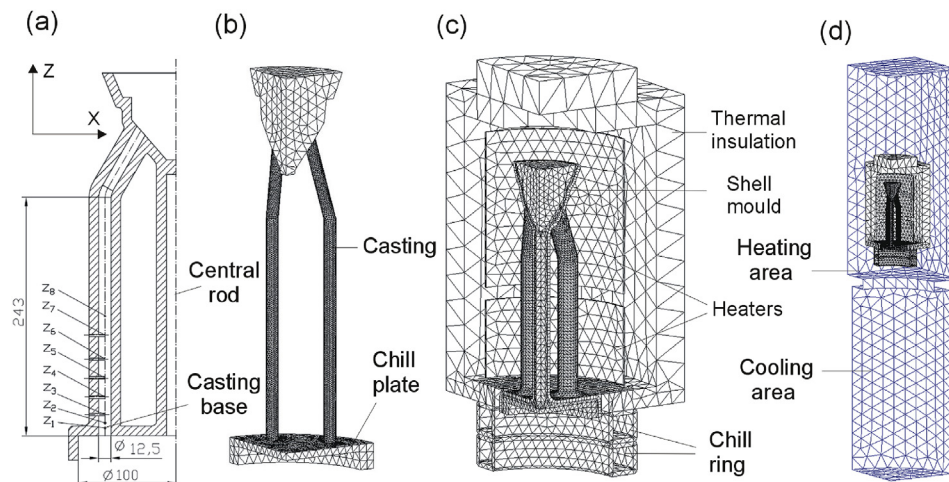 (a)
Z
X
243
z8
z7
z6
z5
z4
z3
z2
z1
Ø 12,5
Ø100
Central
rod
Casting
base
(b)
Casting
Chill
plate
(c)
Thermal
insulation
Shell
mould
Heaters
Chill
ring
(d)
Heating
area
Cooling
area